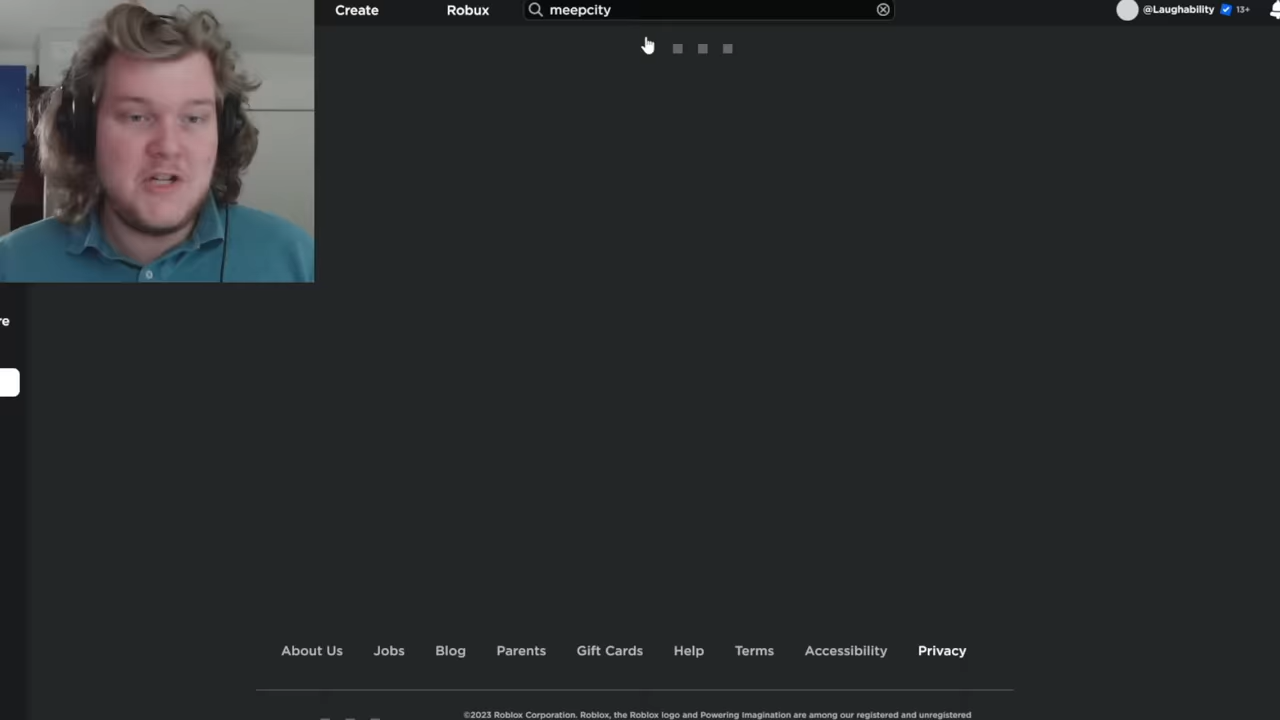 Create Robux meepcity @Laughability 13+
re
About Us Jobs Blog Parents Gift Cards Help Terms Accessibility Privacy
©2023 Roblox Corporation. Roblox, the Roblox logo and Powering Imagination are among our registered and unregistered